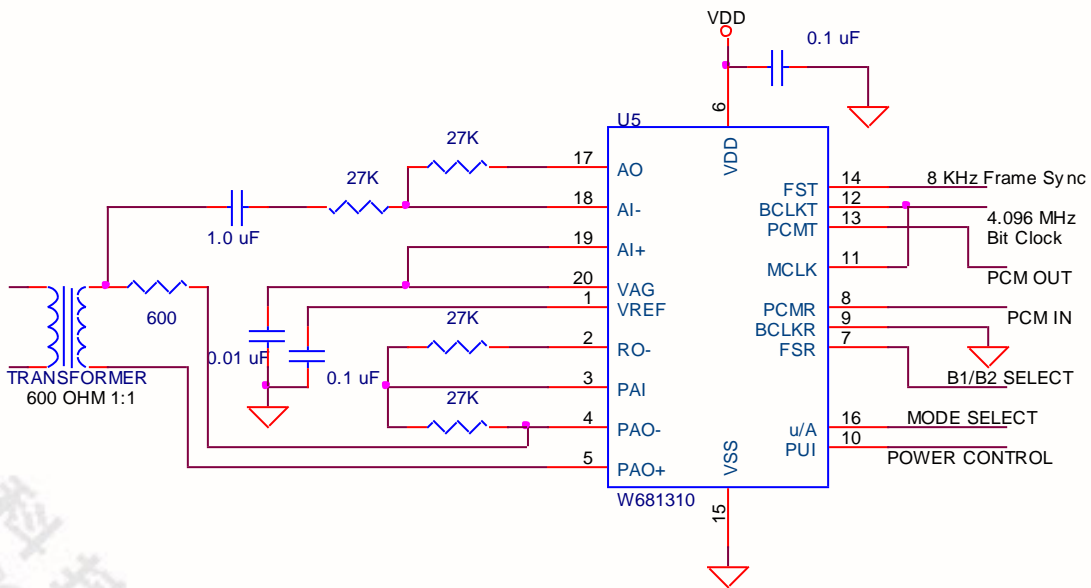 VDD
0.1 uF
6
U5
27K
17
AO
VDD
27K
14
FST
8 KHz Frame Sync
18
AI-
12
BCLKT
13
PCMT
4.096 MHz
Bit Clock
1.0 uF
19
AI+
11
MCLK
PCM OUT
20
VAG
1
VREF
8
PCMR
PCM IN
600
27K
9
BCLKR
2
RO-
7
FSR
0.01 uF
0.1 uF
TRANSFORMER
600 OHM 1:1
3
PAI
B1/B2 SELECT
27K
4
PAO-
16
u/A
MODE SELECT
10
PUI
POWER CONTROL
5
PAO+
VSS
W681310
15
科